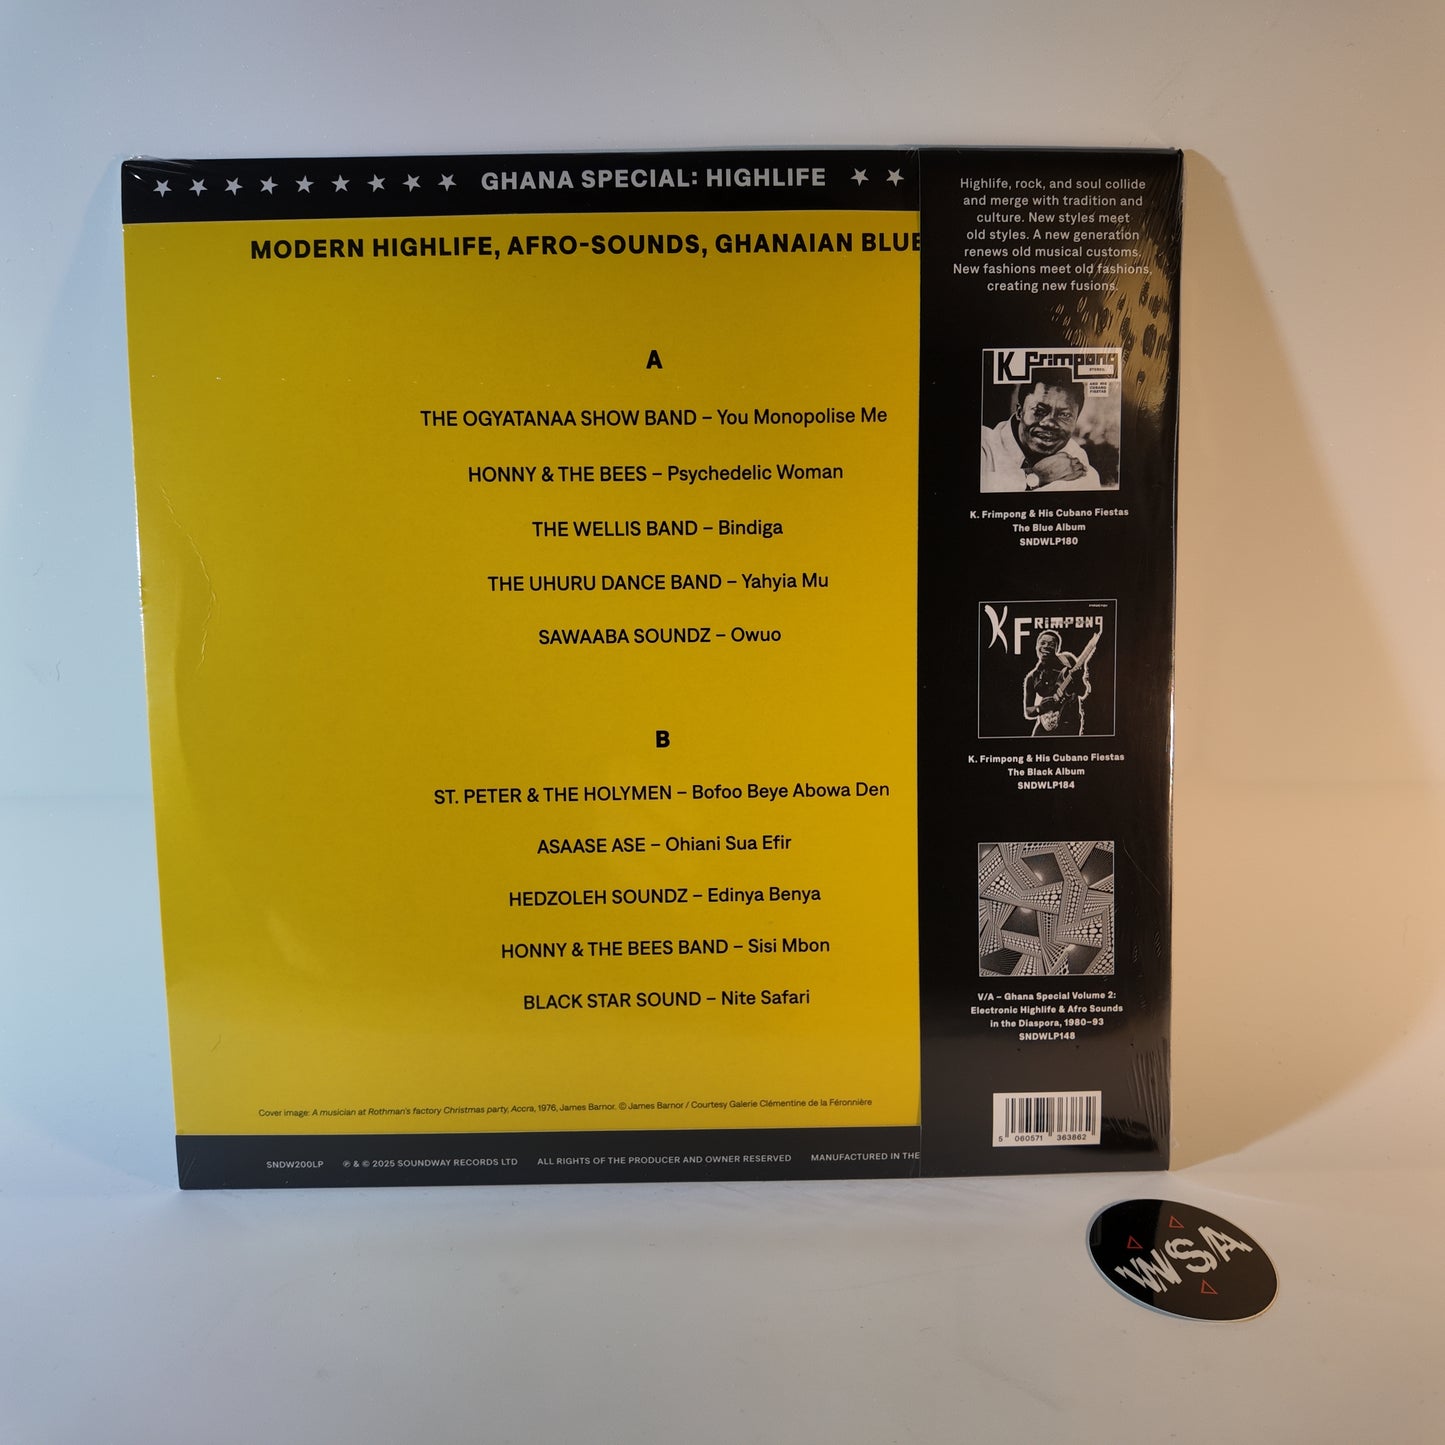 GHANA SPECIAL: HIGHLIFE
MODERN HIGHLIFE, AFRO-SOUNDS, GHANAIAN BLUE
A
THE OGYATANAA SHOW BAND – You Monopolise Me
HONNY & THE BEES – Psychedelic Woman
THE WELLIS BAND – Bindiga
THE UHURU DANCE BAND – Yahyia Mu
SAWAABA SOUNDZ – Owuo
B
ST. PETER & THE HOLYMEN – Bofoo Beye Abowa Den
ASAASE ASE – Ohiani Sua Efir
HEDZOLEH SOUNDZ – Edinya Benya
HONNY & THE BEES BAND – Sisi Mbon
BLACK STAR SOUND – Nite Safari
Cover image: A musician at Rothman's factory Christmas party, Accra, 1976, James Barnor. © James Barnor / Courtesy Galerie Clémentine de la Féronnière
SNDW200LP ℗ & © 2025 SOUNDWAY RECORDS LTD ALL RIGHTS OF THE PRODUCER AND OWNER RESERVED MANUFACTURED IN THE
Highlife, rock, and soul collide
and merge with tradition and
culture. New styles meet
old styles. A new generation
renews old musical customs.
New fashions meet old fashions,
creating new fusions.
K. Frimpong
STEREO
AND HIS
CUBANO
FIESTAS
K. Frimpong & His Cubano Fiestas
The Blue Album
SNDWLP180
K FRIMPONG
K. Frimpong & His Cubano Fiestas
The Black Album
SNDWLP184
V/A – Ghana Special Volume 2:
Electronic Highlife & Afro Sounds
in the Diaspora, 1980–93
SNDWLP148
5 060571 363862
WSA